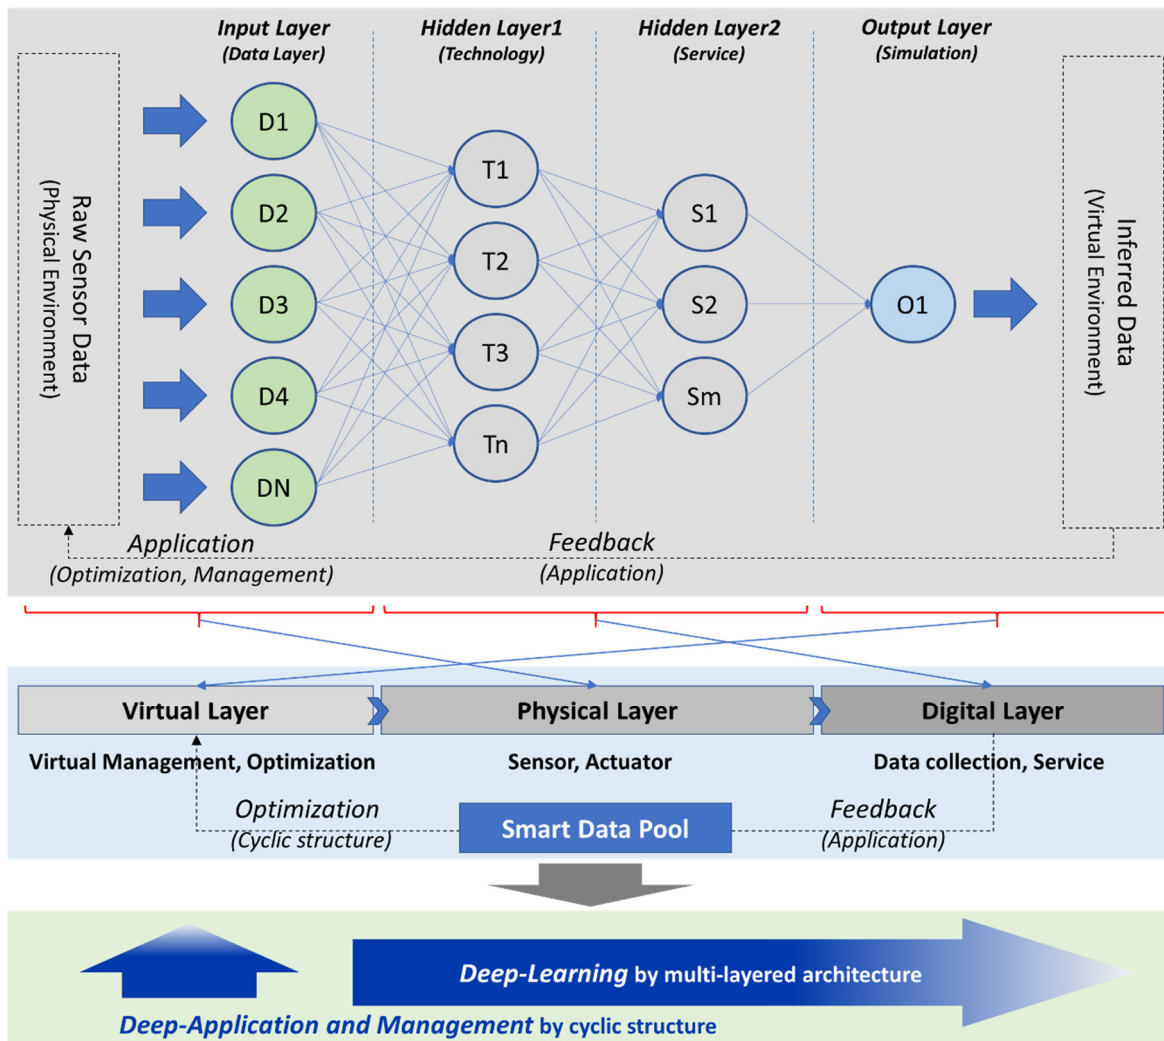 Input Layer
(Data Layer)
Hidden Layer1
(Technology)
Hidden Layer2
(Service)
Output Layer
(Simulation)
Raw Sensor Data
(Physical Environment)
D1
D2
D3
D4
DN
T1
T2
T3
Tn
S1
S2
Sm
O1
Inferred Data
(Virtual Environment)
Application
(Optimization, Management)
Feedback
(Application)
Virtual Layer
Physical Layer
Digital Layer
Virtual Management, Optimization
Sensor, Actuator
Data collection, Service
Optimization
(Cyclic structure)
Smart Data Pool
Feedback
(Application)
Deep-Learning by multi-layered architecture
Deep-Application and Management by cyclic structure